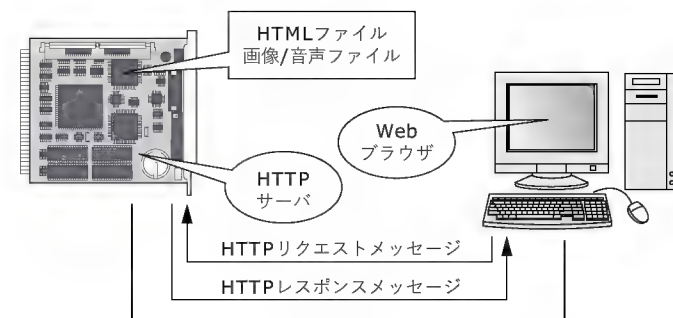 HTMLファイル
画像/音声ファイル
Web
ブラウザ
HTTP
サーバ
HTTPリクエストメッセージ
HTTPレスポンスメッセージ